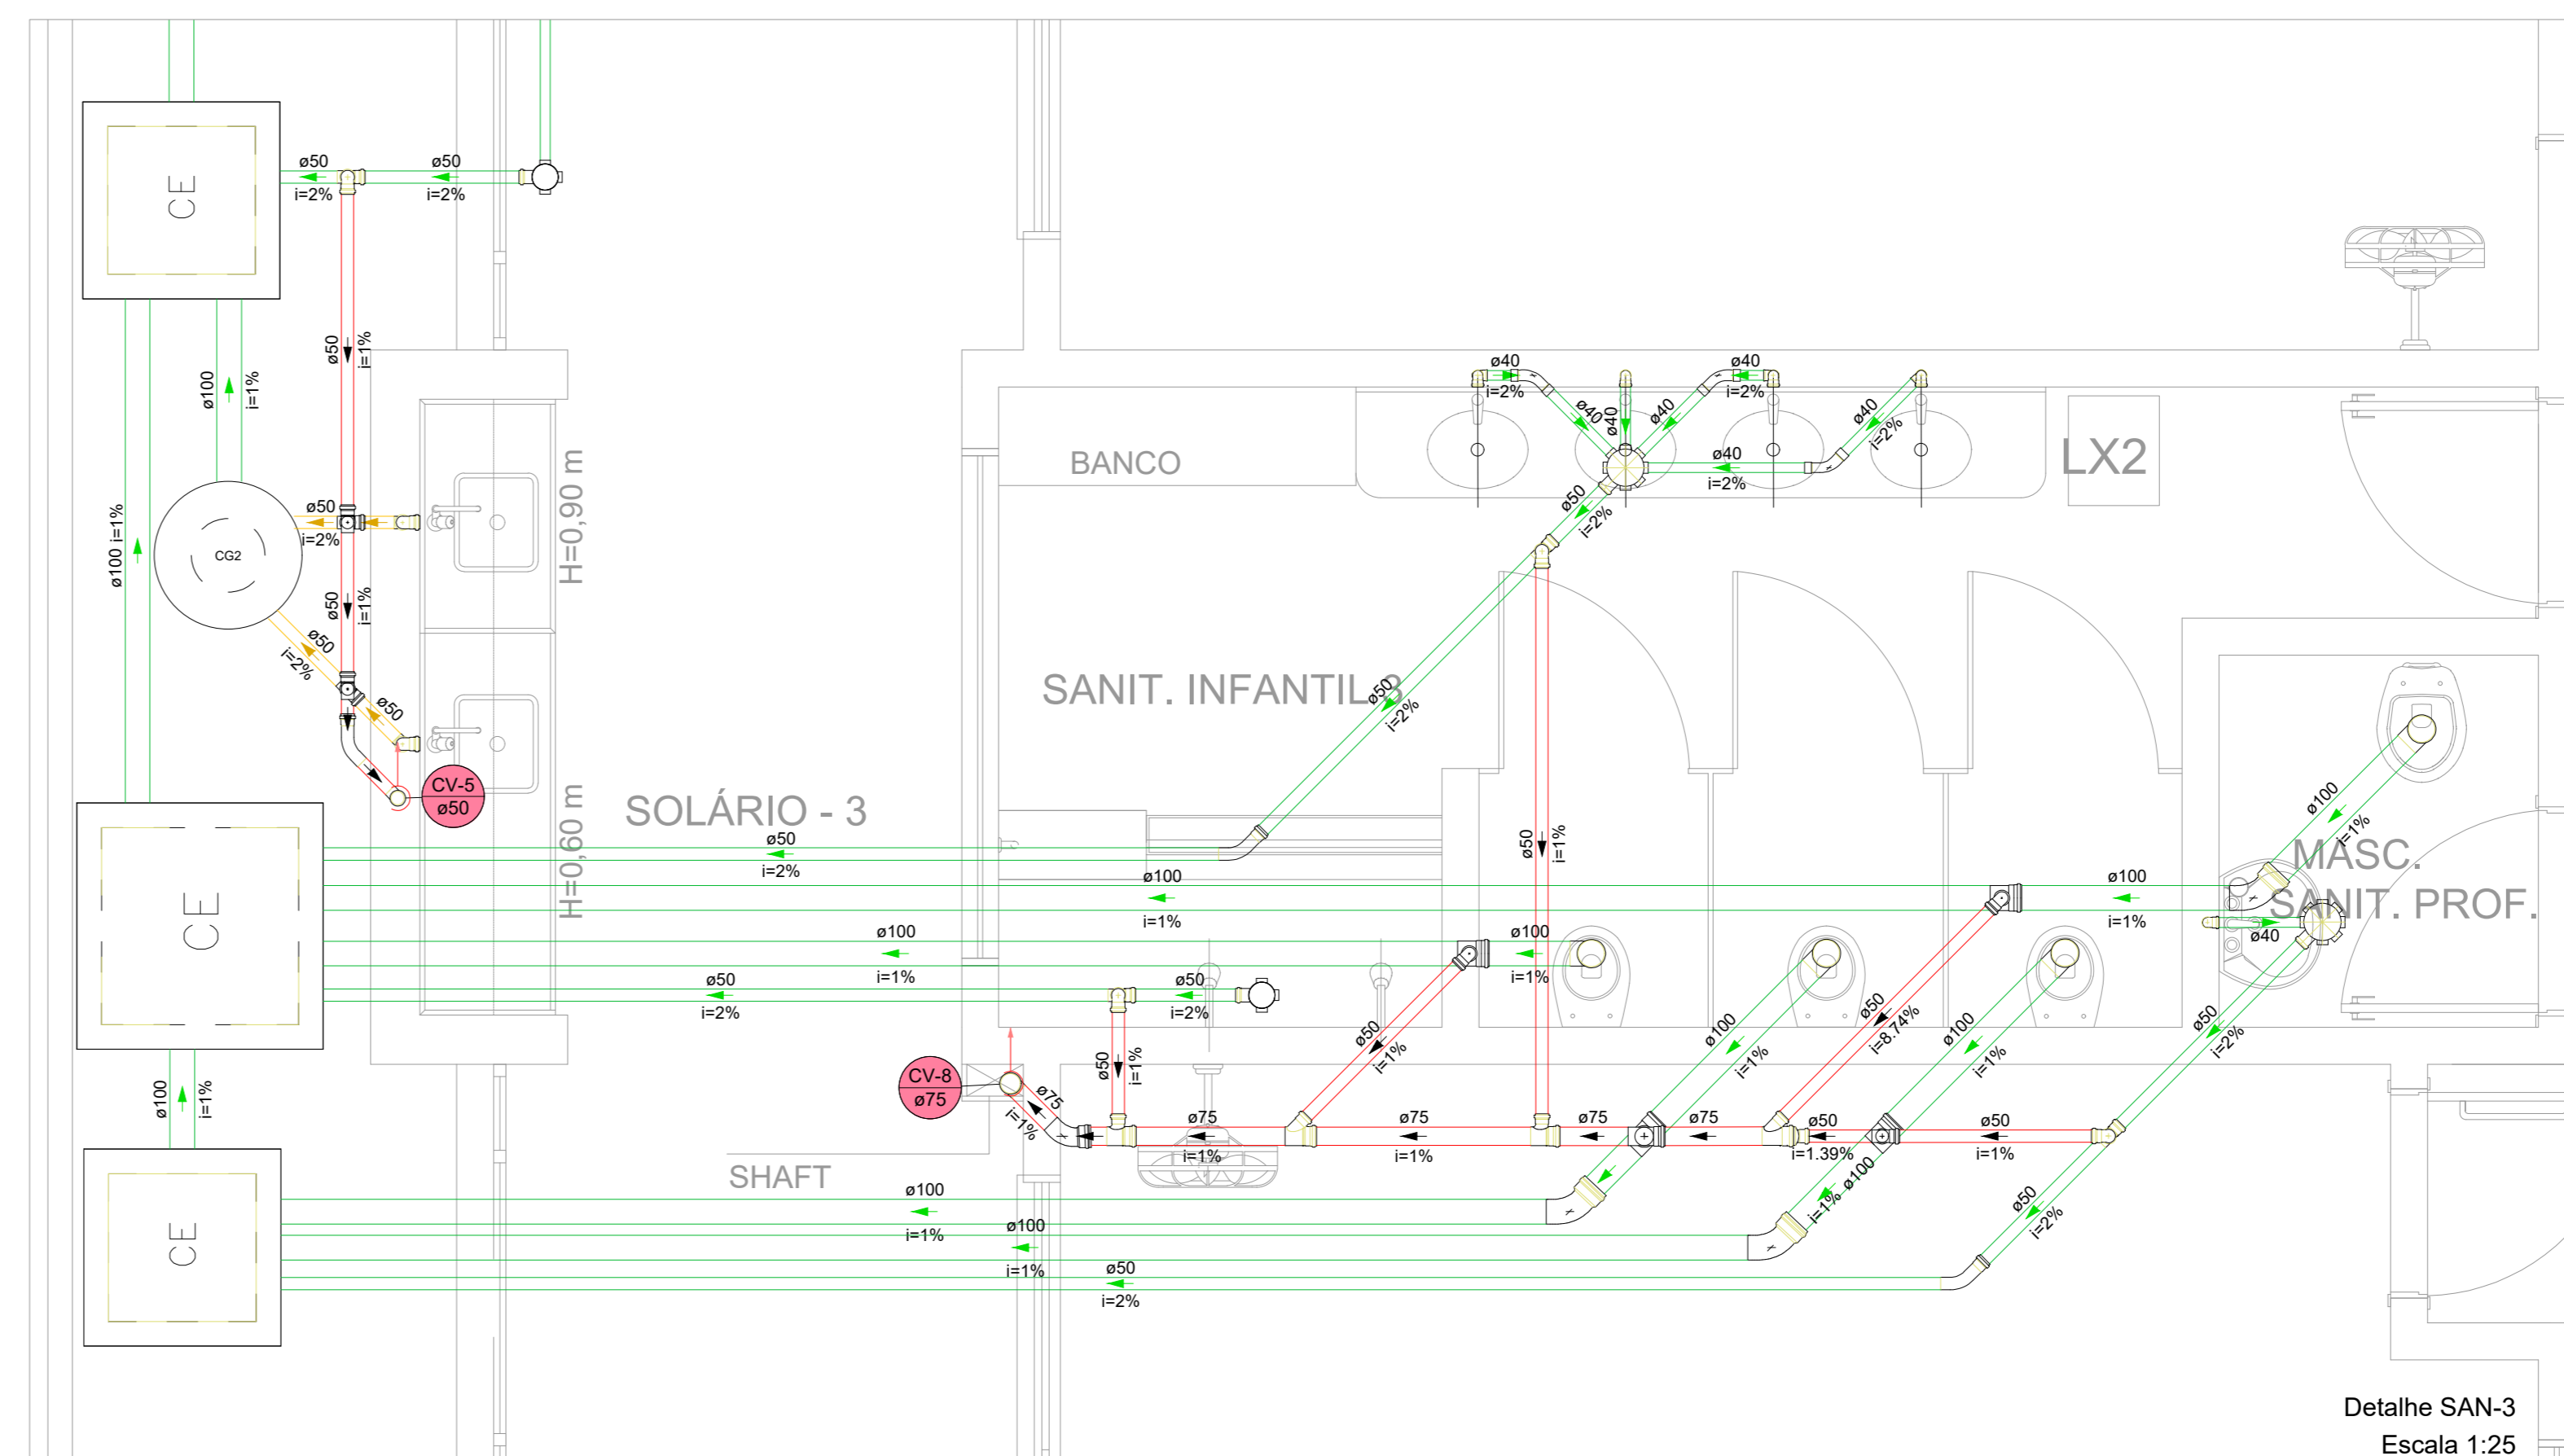 ø50
i=2%
ø50
i=2%
CE
ø50
i=1%
ø100
i=1%
ø100 i=1%
ø40
i=2%
ø40
i=2%
ø40
ø40
ø40
ø40
i=2%
ø40
i=2%
BANCO
LX2
H=0,90 m
ø50
i=2%
CG2
ø50
i=2%
ø50
i=1%
ø50
i=2%
ø50
SANIT. INFANTIL 3
ø50
i=2%
CV-5
ø50
SOLÁRIO - 3
H=0,60 m
ø50
i=2%
ø50
i=1%
ø100
i=1%
MASC.
SANIT. PROF.
ø100
i=1%
ø100
i=1%
ø40
CE
ø100
i=1%
ø100
i=1%
ø50
i=2%
ø50
i=2%
ø50
i=1%
ø50
i=8.74%
ø100
i=1%
ø100
i=1%
ø50
i=2%
ø50
i=1%
CV-8
ø75
ø75
i=1%
ø100
i=1%
ø75
i=1%
ø75
i=1%
ø75
ø75
ø50
i=1.39%
ø50
i=1%
SHAFT
ø100
i=1%
i=1% ø100
ø50
i=2%
ø100
i=1%
CE
ø50
i=2%
Detalhe SAN-3
Escala 1:25